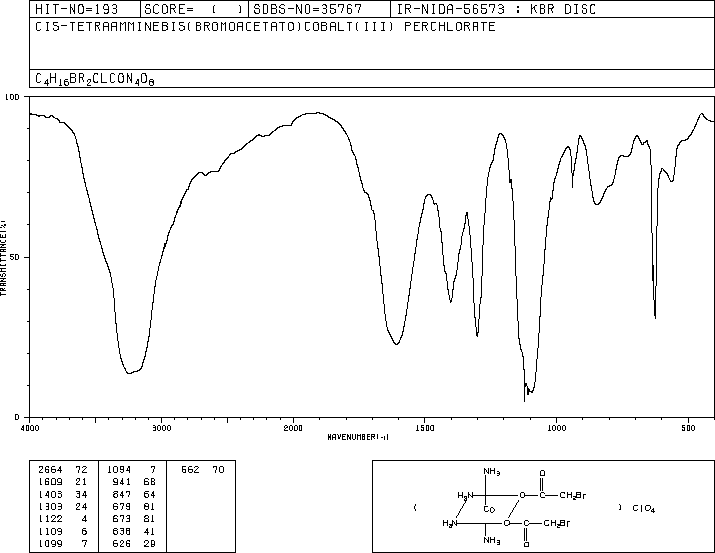 HIT-NO=193 SCORE= ( ) SDBS-NO=35767 IR-NIDA-56573 : KBR DISC
CIS-TETRAAMMINEBIS(BROMOACETATO)COBALT(III) PERCHLORATE
C4H16BR2CLCON4O8
100
50
0
TRANSMITTANCE(%)
4000 3000 2000 1500 1000 500
WAVENUMBER(-1)
2664 72 1094 7 562 70
1609 21 941 68
1403 34 847 64
1303 24 679 81
1122 4 673 81
1109 6 638 41
1099 7 626 29
NH3
O
H3N O CH2Br
( CO ) ClO4
H3N O CH2Br
NH3 O